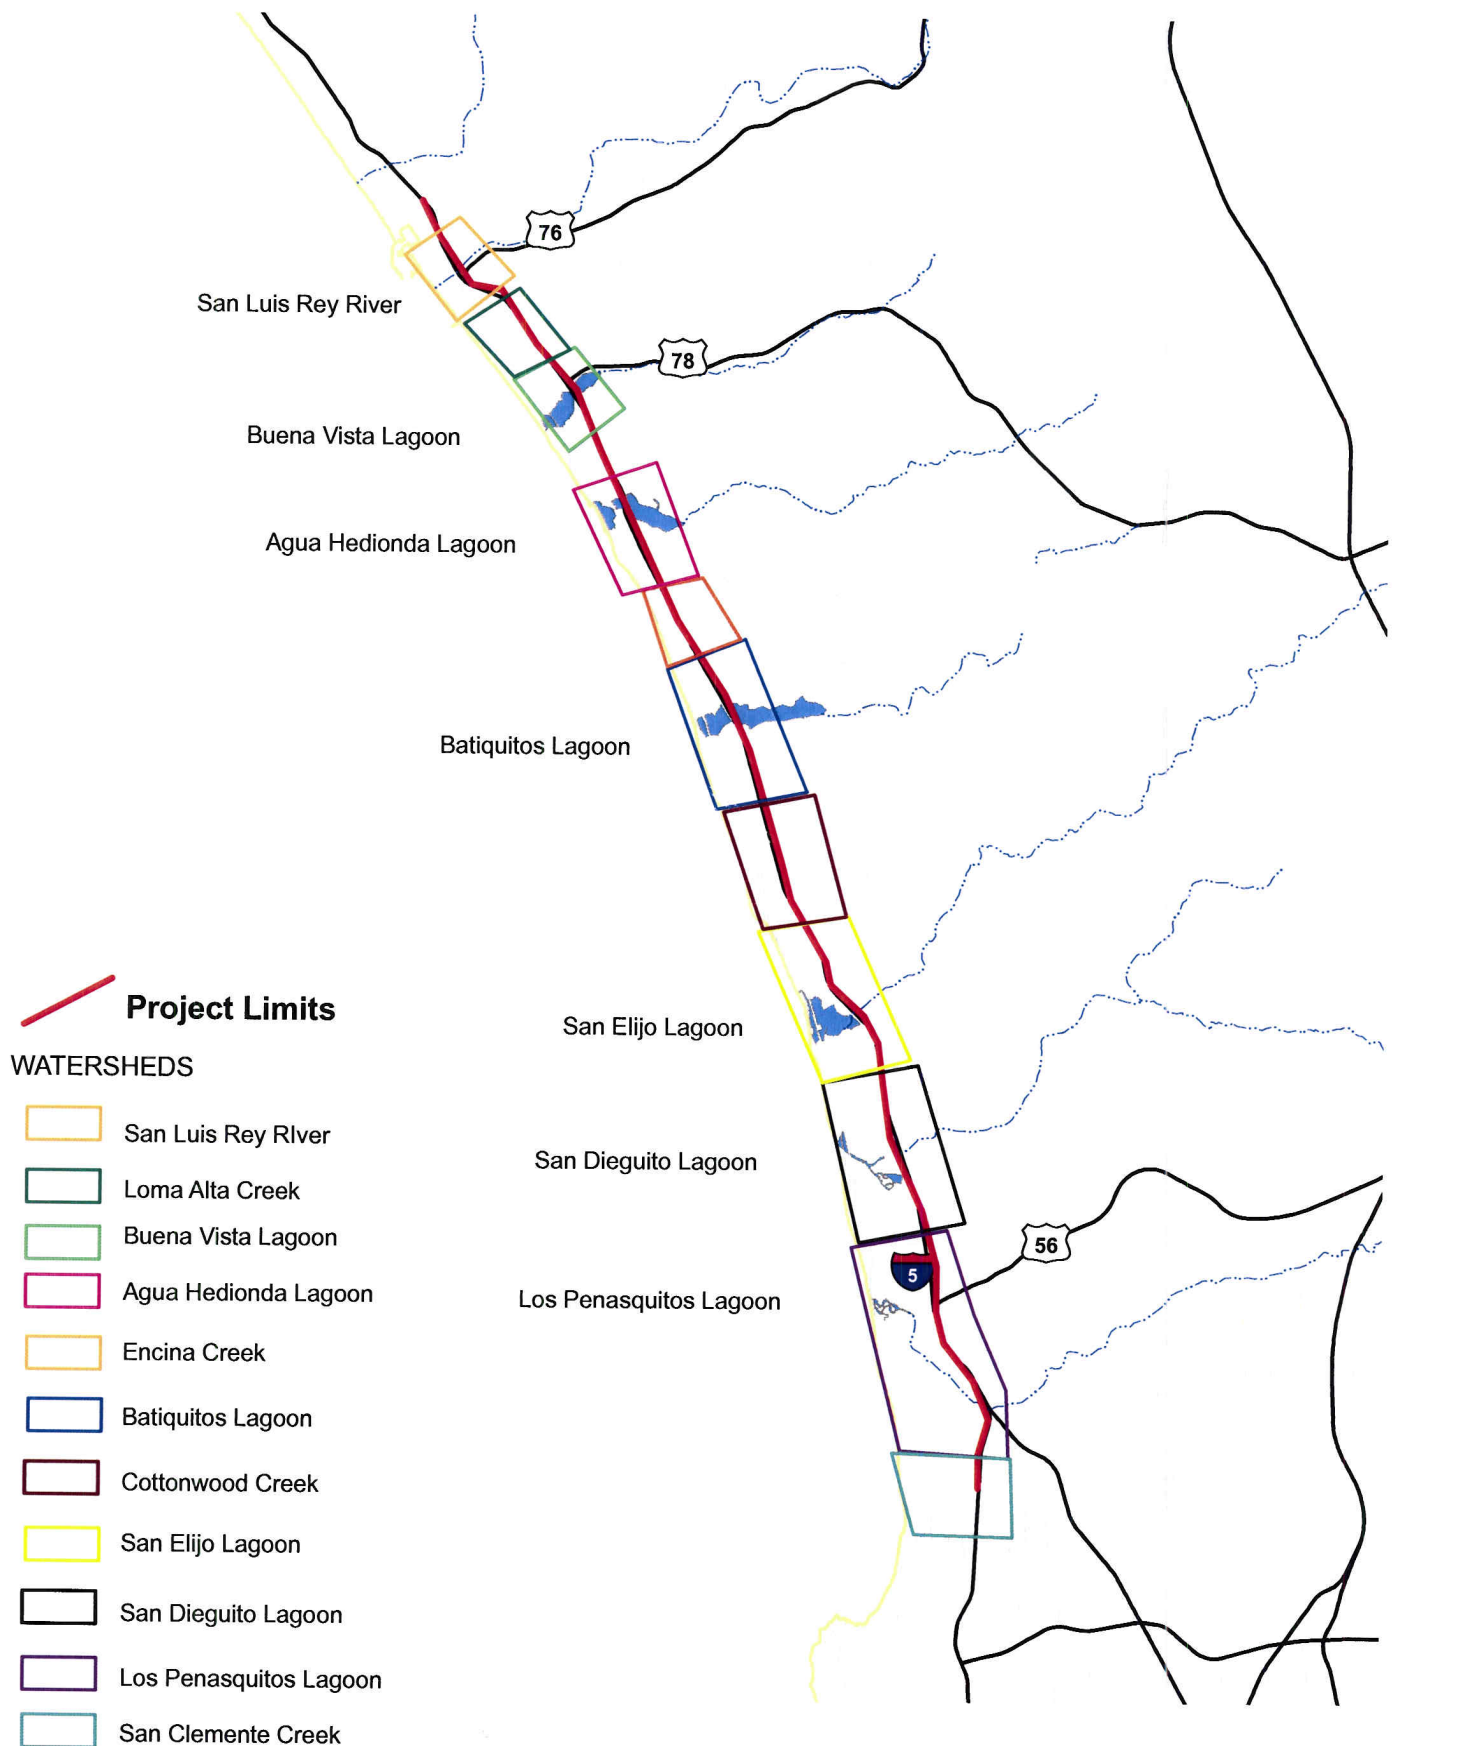 76
San Luis Rey River
78
Buena Vista Lagoon
Agua Hedionda Lagoon
Batiquitos Lagoon
Project Limits
San Elijo Lagoon
WATERSHEDS
San Luis Rey RIver
San Dieguito Lagoon
Loma Alta Creek
Buena Vista Lagoon
56
5
Agua Hedionda Lagoon
Los Penasquitos Lagoon
Encina Creek
Batiquitos Lagoon
Cottonwood Creek
San Elijo Lagoon
San Dieguito Lagoon
Los Penasquitos Lagoon
San Clemente Creek